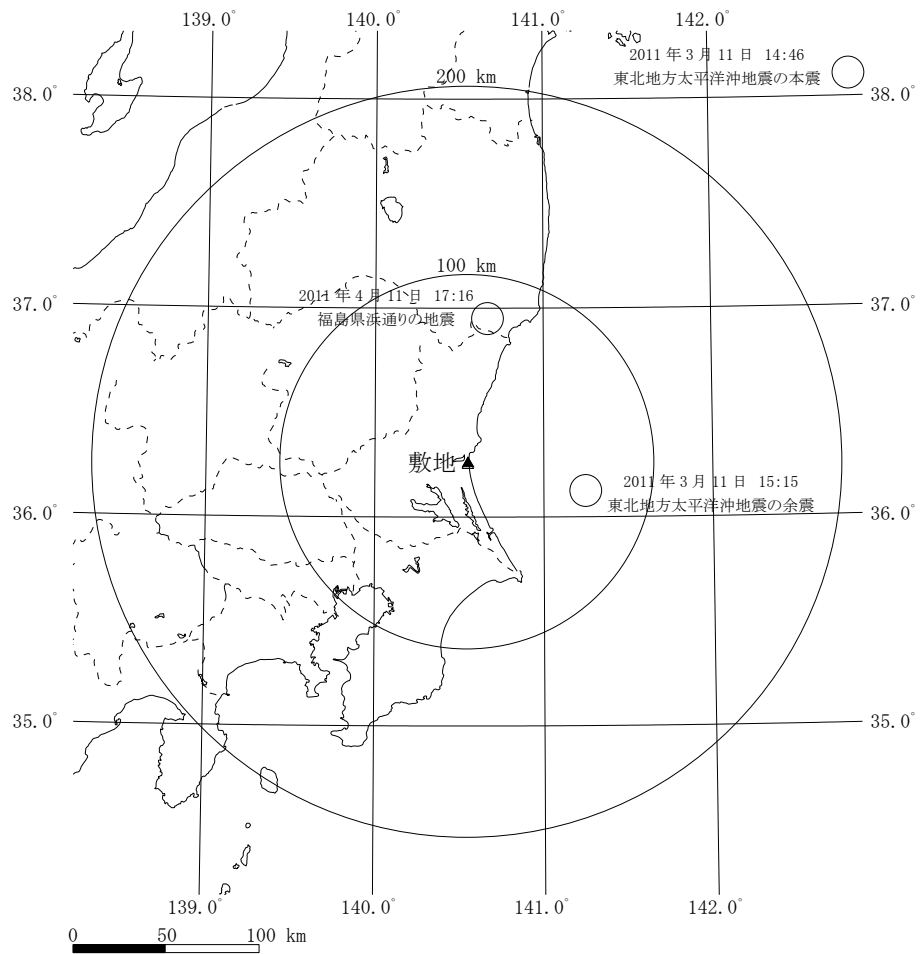 139.0° 140.0° 141.0° 142.0°
2011 年 3 月 11 日 14:46
東北地方太平洋沖地震の本震
200 km
38.0° 38.0°
100 km
2011 年 4 月 11 日 17:16
福島県浜通りの地震
37.0° 37.0°
敷地
2011 年 3 月 11 日 15:15
東北地方太平洋沖地震の余震
36.0° 36.0°
35.0° 35.0°
139.0° 140.0° 141.0° 142.0°
0 50 100 km